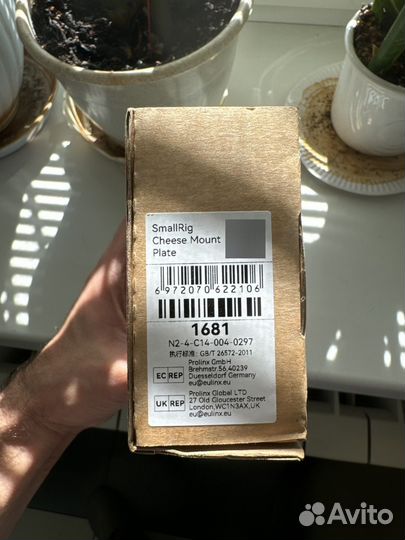 SmallRig
Cheese Mount
Plate
6 972070 622106
1681
N2-4-C14-004-0297
执行标准: GB/T 26572-2011
EC REP
Prolinx GmbH
Brehmstr.56,40239
Duesseldorf Germany
eu@eulinx.eu
UK REP
Prolinx Global LTD
27 Old Gloucester Street
London,WC1N3AX,UK
eu@eulinx.eu
Avito